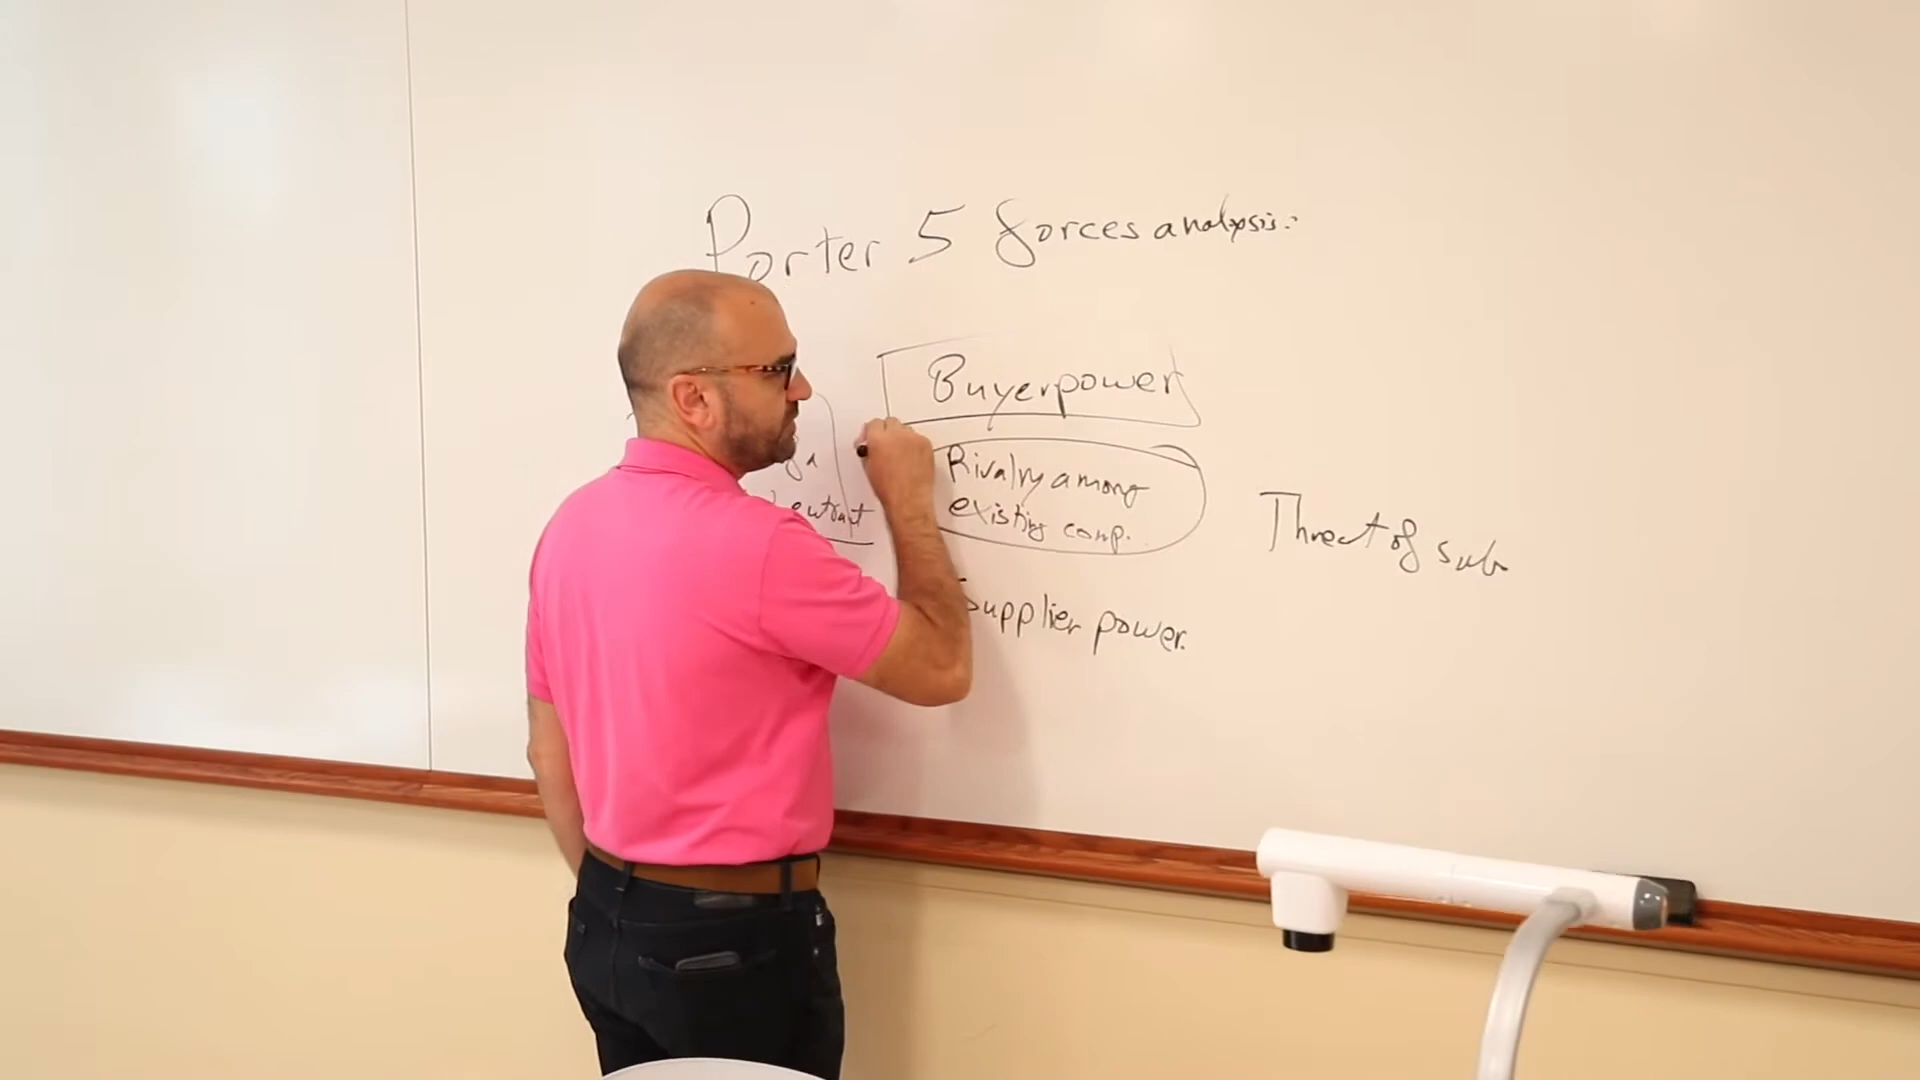 Porter 5 forces analysis:
Buyer power
Rivalry among
existing comp.
Threat of sub
Supplier power.